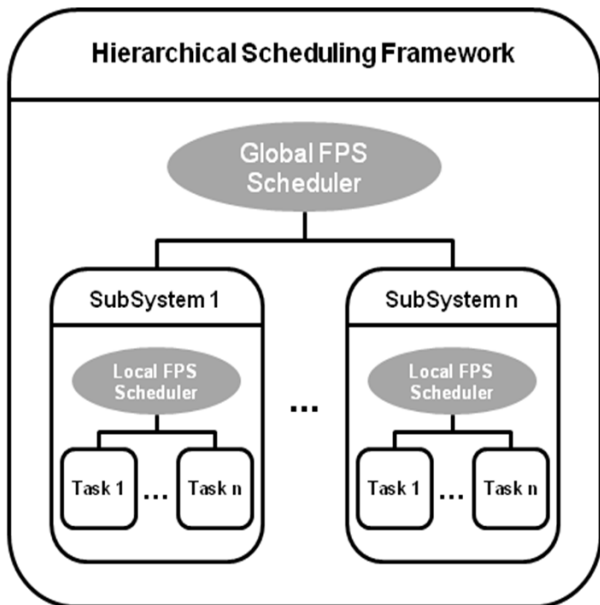 Hierarchical Scheduling Framework
Global FPS
Scheduler
SubSystem 1
Local FPS
Scheduler
Task 1
...
Task n
...
SubSystem n
Local FPS
Scheduler
Task 1
...
Task n